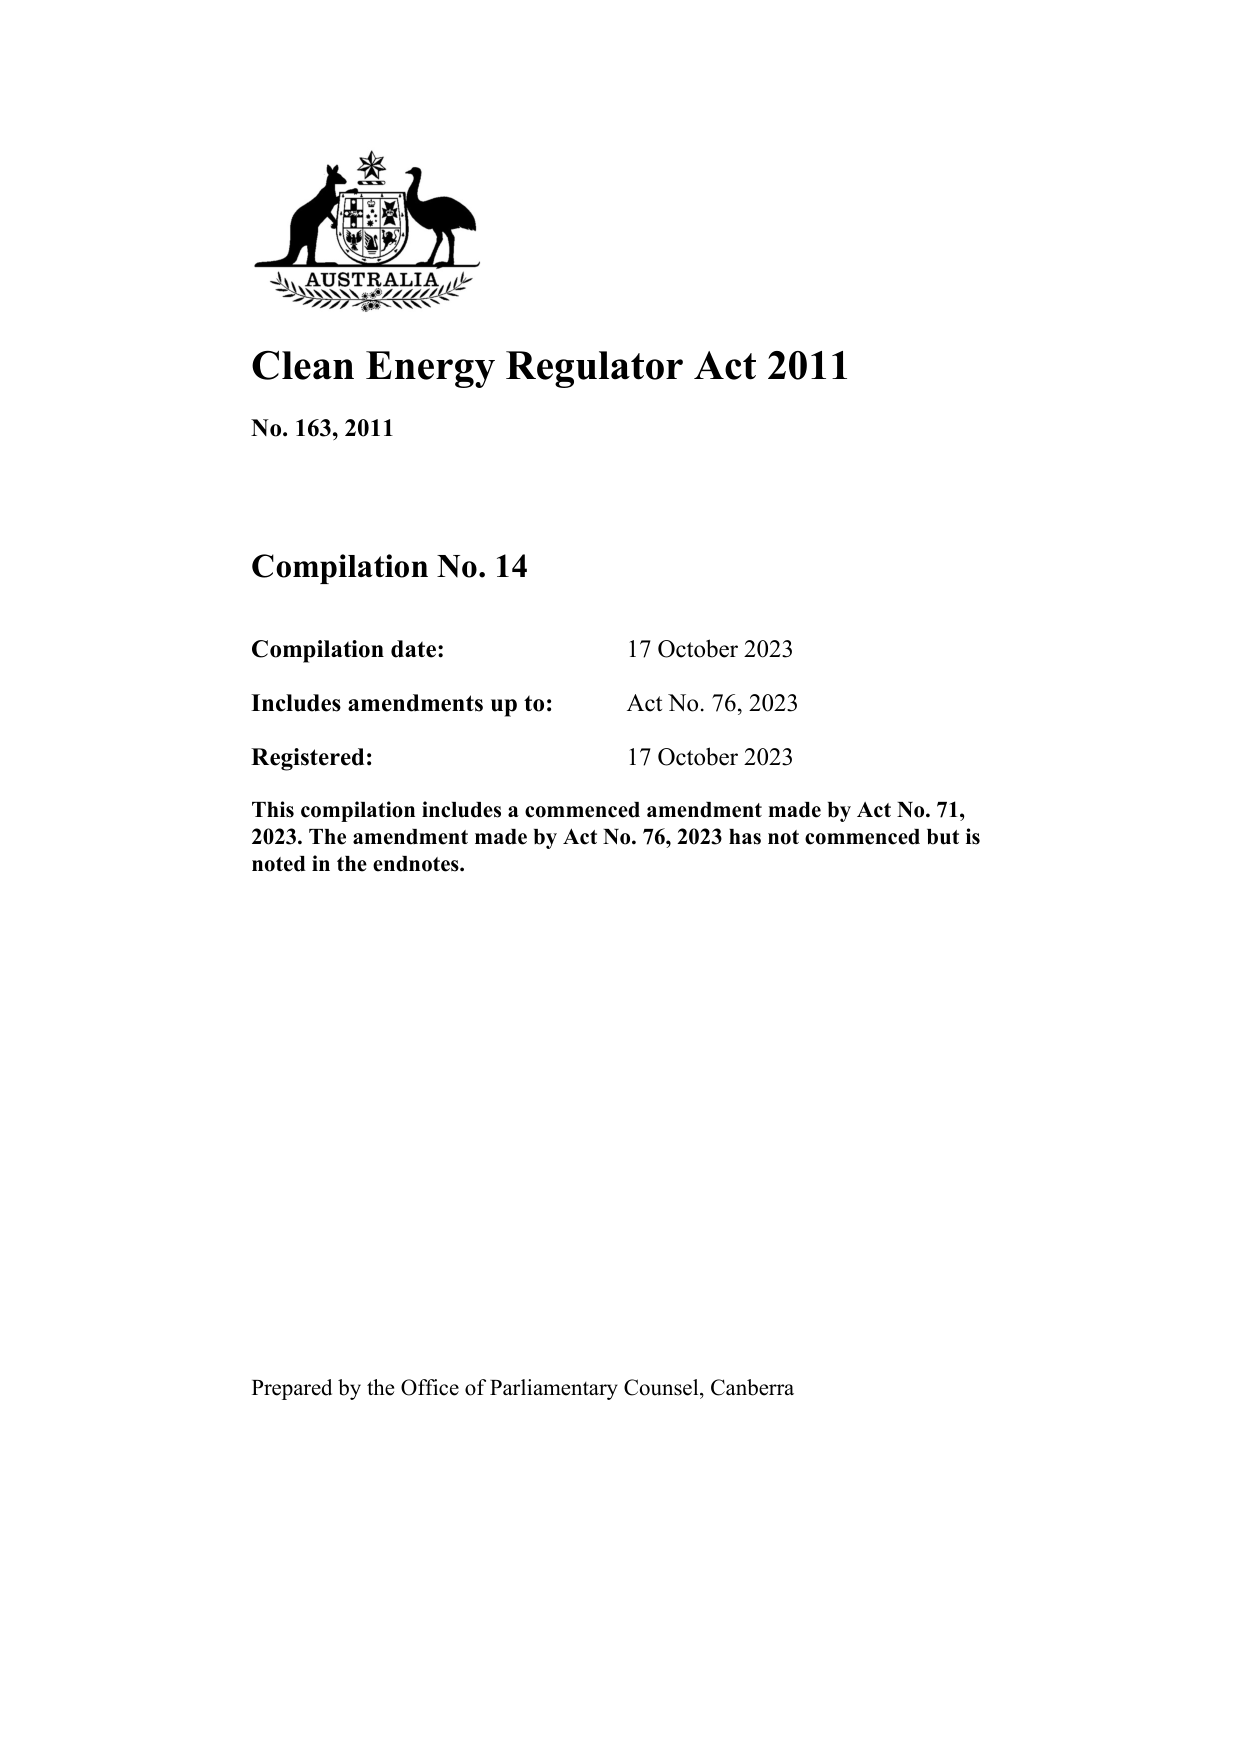 AUSTRALIA
Clean Energy Regulator Act 2011
No. 163, 2011
Compilation No. 14
Compilation date: 17 October 2023
Includes amendments up to: Act No. 76, 2023
Registered: 17 October 2023
This compilation includes a commenced amendment made by Act No. 71,
2023. The amendment made by Act No. 76, 2023 has not commenced but is
noted in the endnotes.
Prepared by the Office of Parliamentary Counsel, Canberra